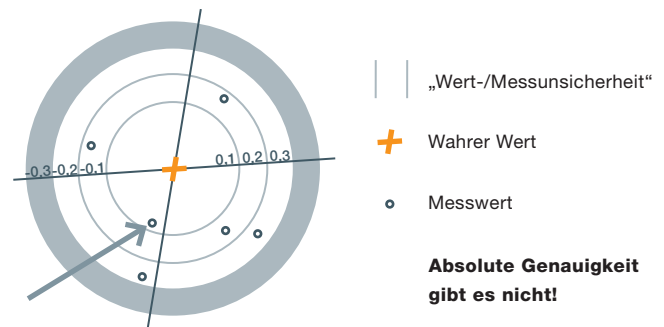 „Wert-/Messunsicherheit“
Wahrer Wert
-0,3 -0,2 -0,1 0,1 0,2 0,3
Messwert
Absolute Genauigkeit
gibt es nicht!